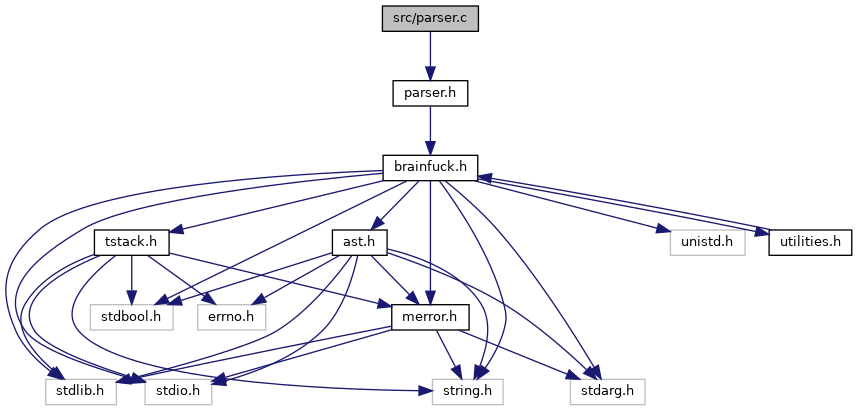 src/parser.c
parser.h
brainfuck.h
tstack.h
ast.h
unistd.h
utilities.h
stdbool.h
errno.h
merror.h
stdlib.h
stdio.h
string.h
stdarg.h